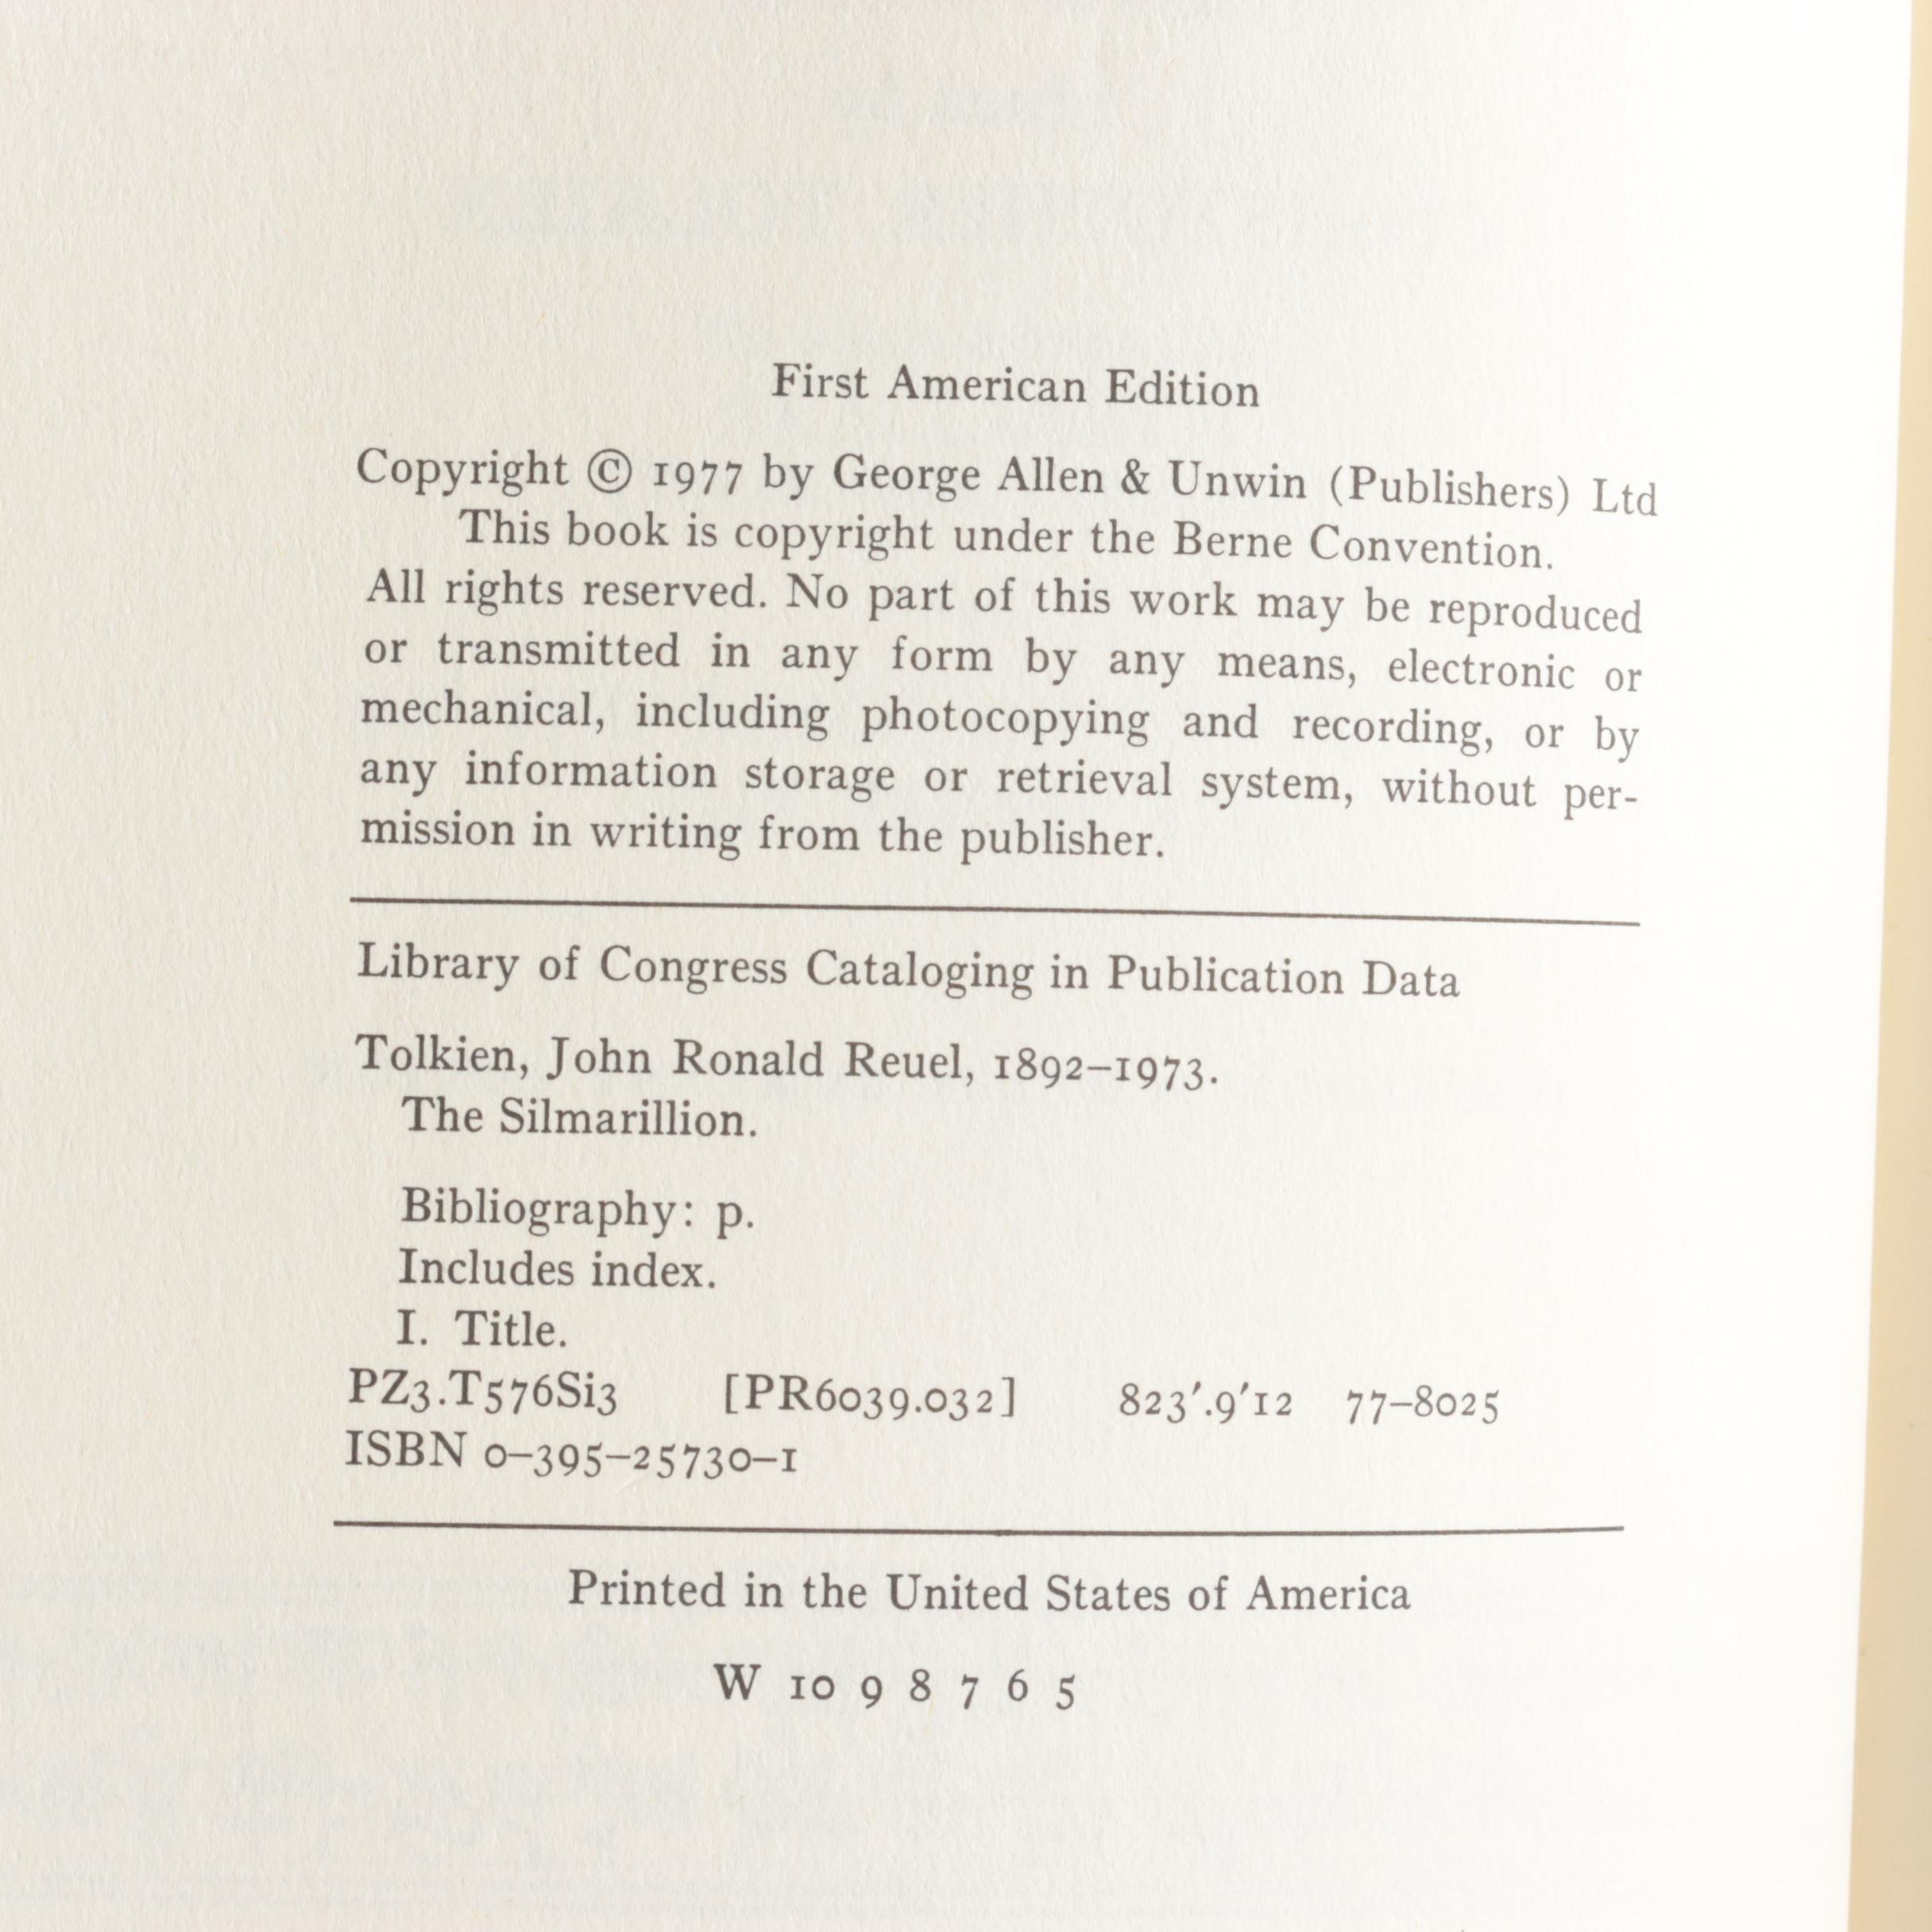 First American Edition
Copyright © 1977 by George Allen & Unwin (Publishers) Ltd
This book is copyright under the Berne Convention.
All rights reserved. No part of this work may be reproduced
or transmitted in any form by any means, electronic or
mechanical, including photocopying and recording, or by
any information storage or retrieval system, without per-
mission in writing from the publisher.
Library of Congress Cataloging in Publication Data
Tolkien, John Ronald Reuel, 1892–1973.
The Silmarillion.
Bibliography: p.
Includes index.
I. Title.
PZ3.T576Si3 [PR6039.032] 823′.9′12 77–8025
ISBN 0–395–25730–1
Printed in the United States of America
W 10 9 8 7 6 5